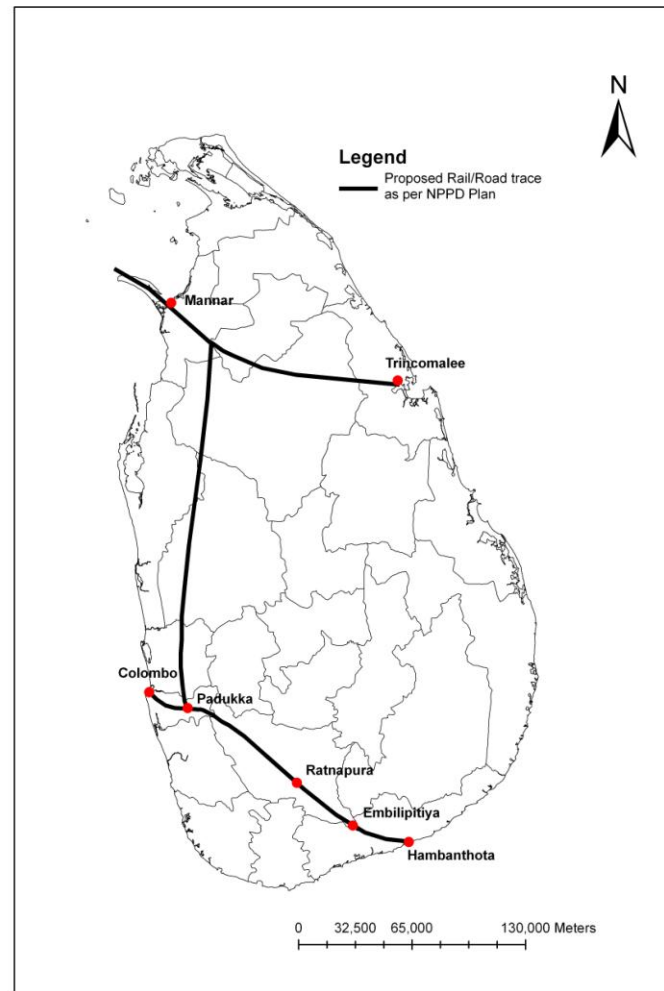 N
Legend
Proposed Rail/Road trace
as per NPPD Plan
Mannar
Trincomalee
Colombo
Padukka
Ratnapura
Embilipitiya
Hambanthota
0 32,500 65,000 130,000 Meters